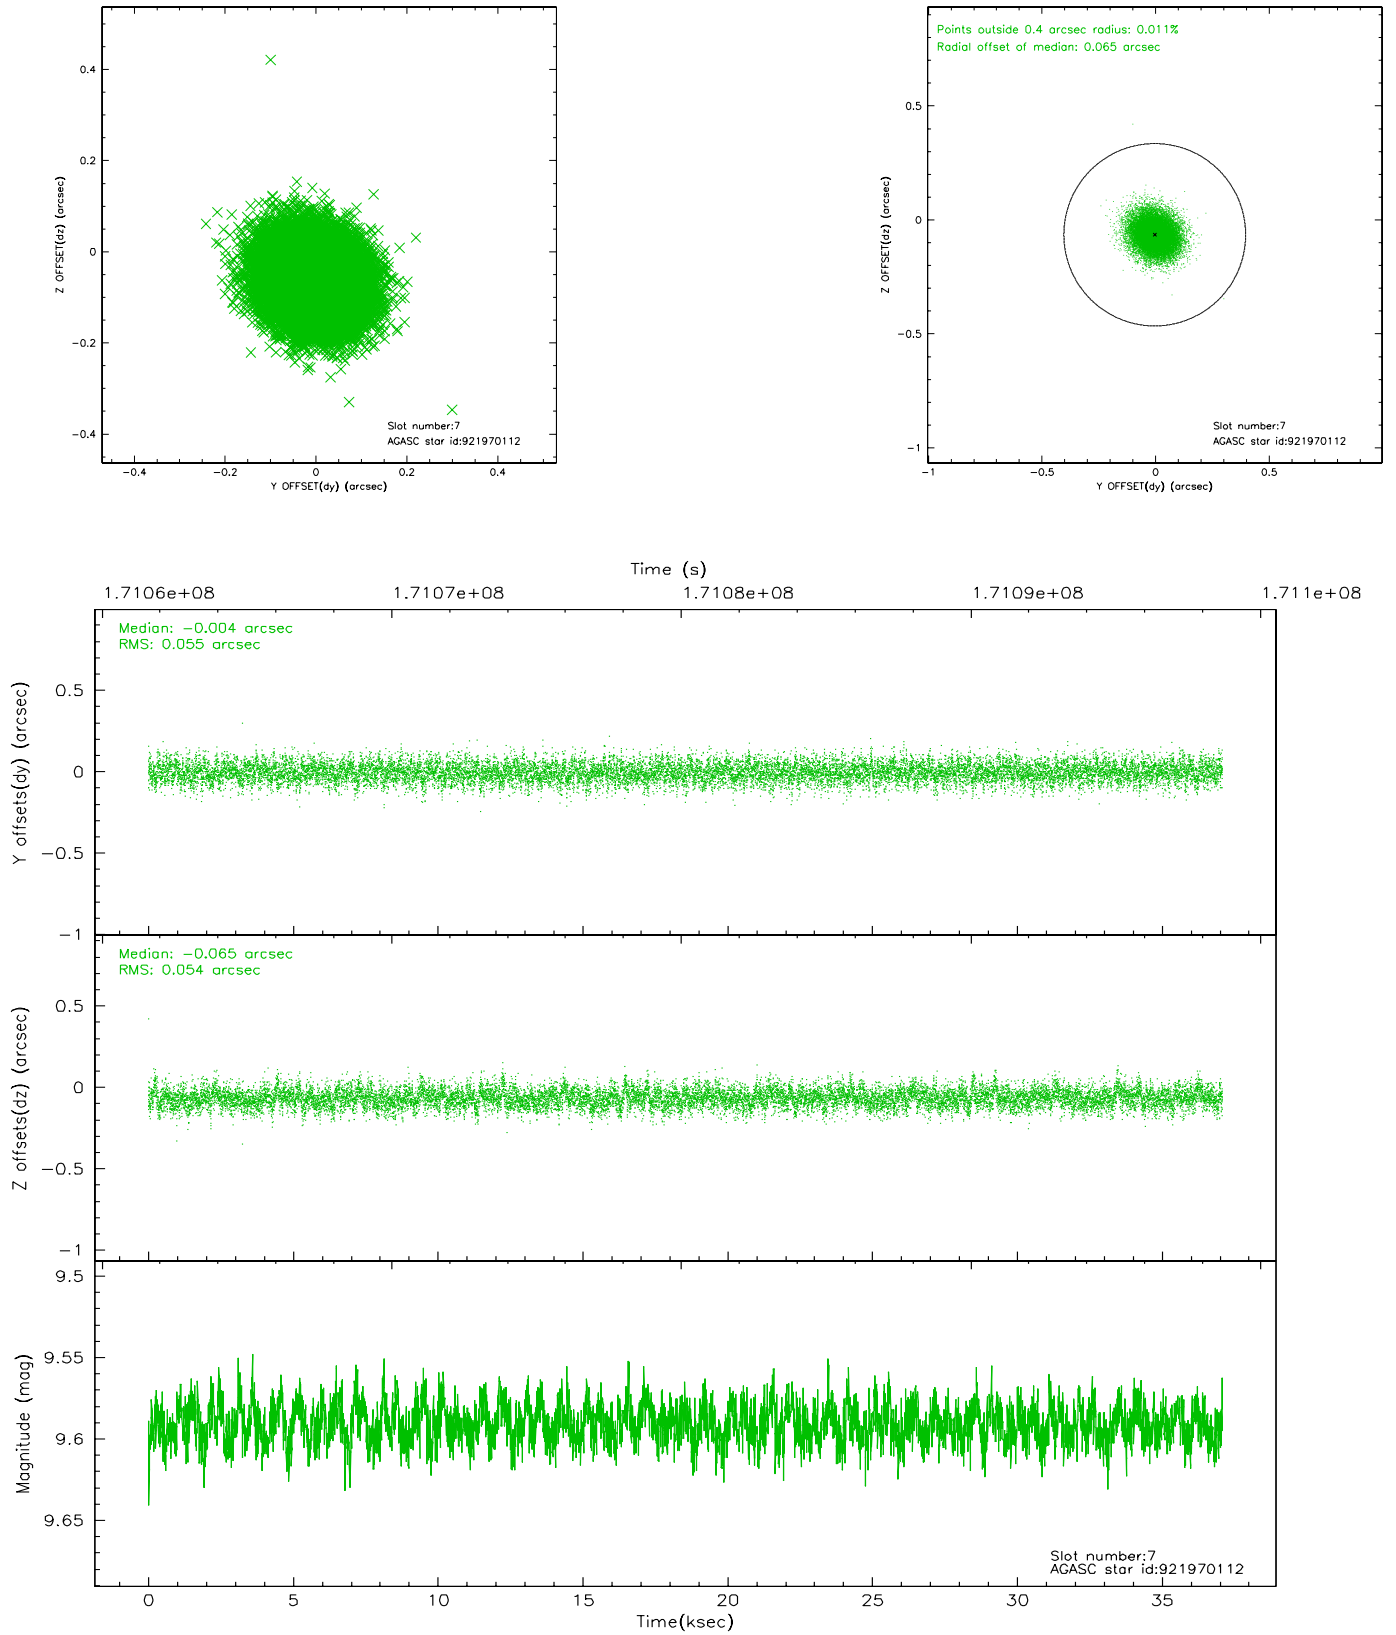 0.4
0.2
0
−0.2
−0.4
Z OFFSET(dz) (arcsec)
−0.4 −0.2 0 0.2 0.4
Y OFFSET(dy) (arcsec)
Slot number:7
AGASC star id:921970112
Points outside 0.4 arcsec radius: 0.011%
Radial offset of median: 0.065 arcsec
0.5
0
−0.5
−1
Z OFFSET(dz) (arcsec)
−1 −0.5 0 0.5
Y OFFSET(dy) (arcsec)
Slot number:7
AGASC star id:921970112
Time (s)
1.7106e+08 1.7107e+08 1.7108e+08 1.7109e+08 1.711e+08
Median: −0.004 arcsec
RMS: 0.055 arcsec
0.5
0
−0.5
−1
Y offsets(dy) (arcsec)
Median: −0.065 arcsec
RMS: 0.054 arcsec
0.5
0
−0.5
−1
Z offsets(dz) (arcsec)
9.5
9.55
9.6
9.65
Magnitude (mag)
Slot number:7
AGASC star id:921970112
0 5 10 15 20 25 30 35
Time(ksec)